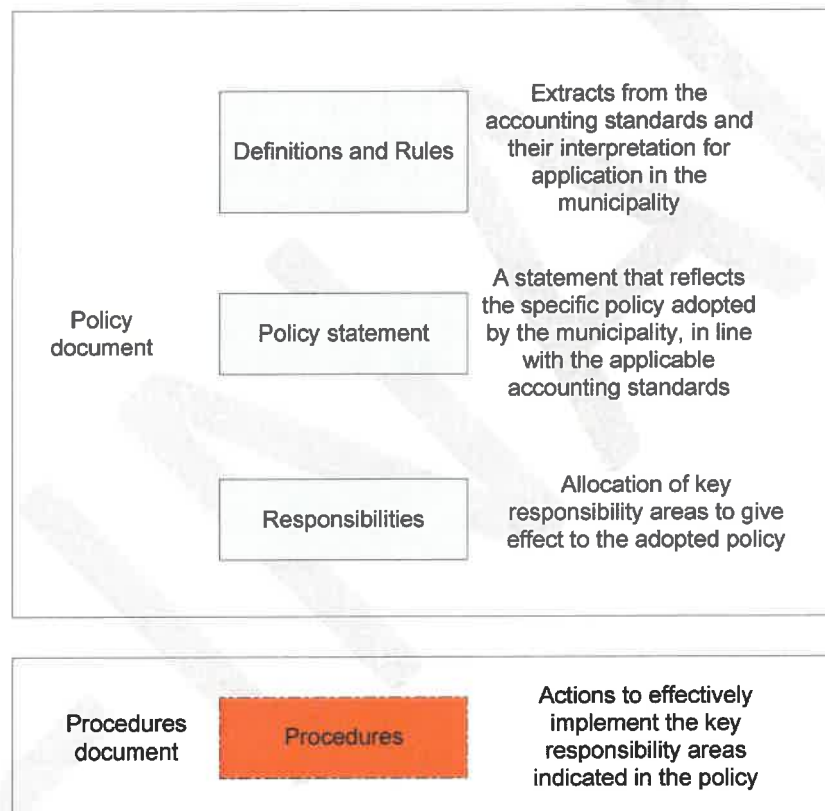 Definitions and Rules
Extracts from the
accounting standards and
their interpretation for
application in the
municipality
Policy
document
Policy statement
A statement that reflects
the specific policy adopted
by the municipality, in line
with the applicable
accounting standards
Responsibilities
Allocation of key
responsibility areas to give
effect to the adopted policy
Procedures
document
Procedures
Actions to effectively
implement the key
responsibility areas
indicated in the policy